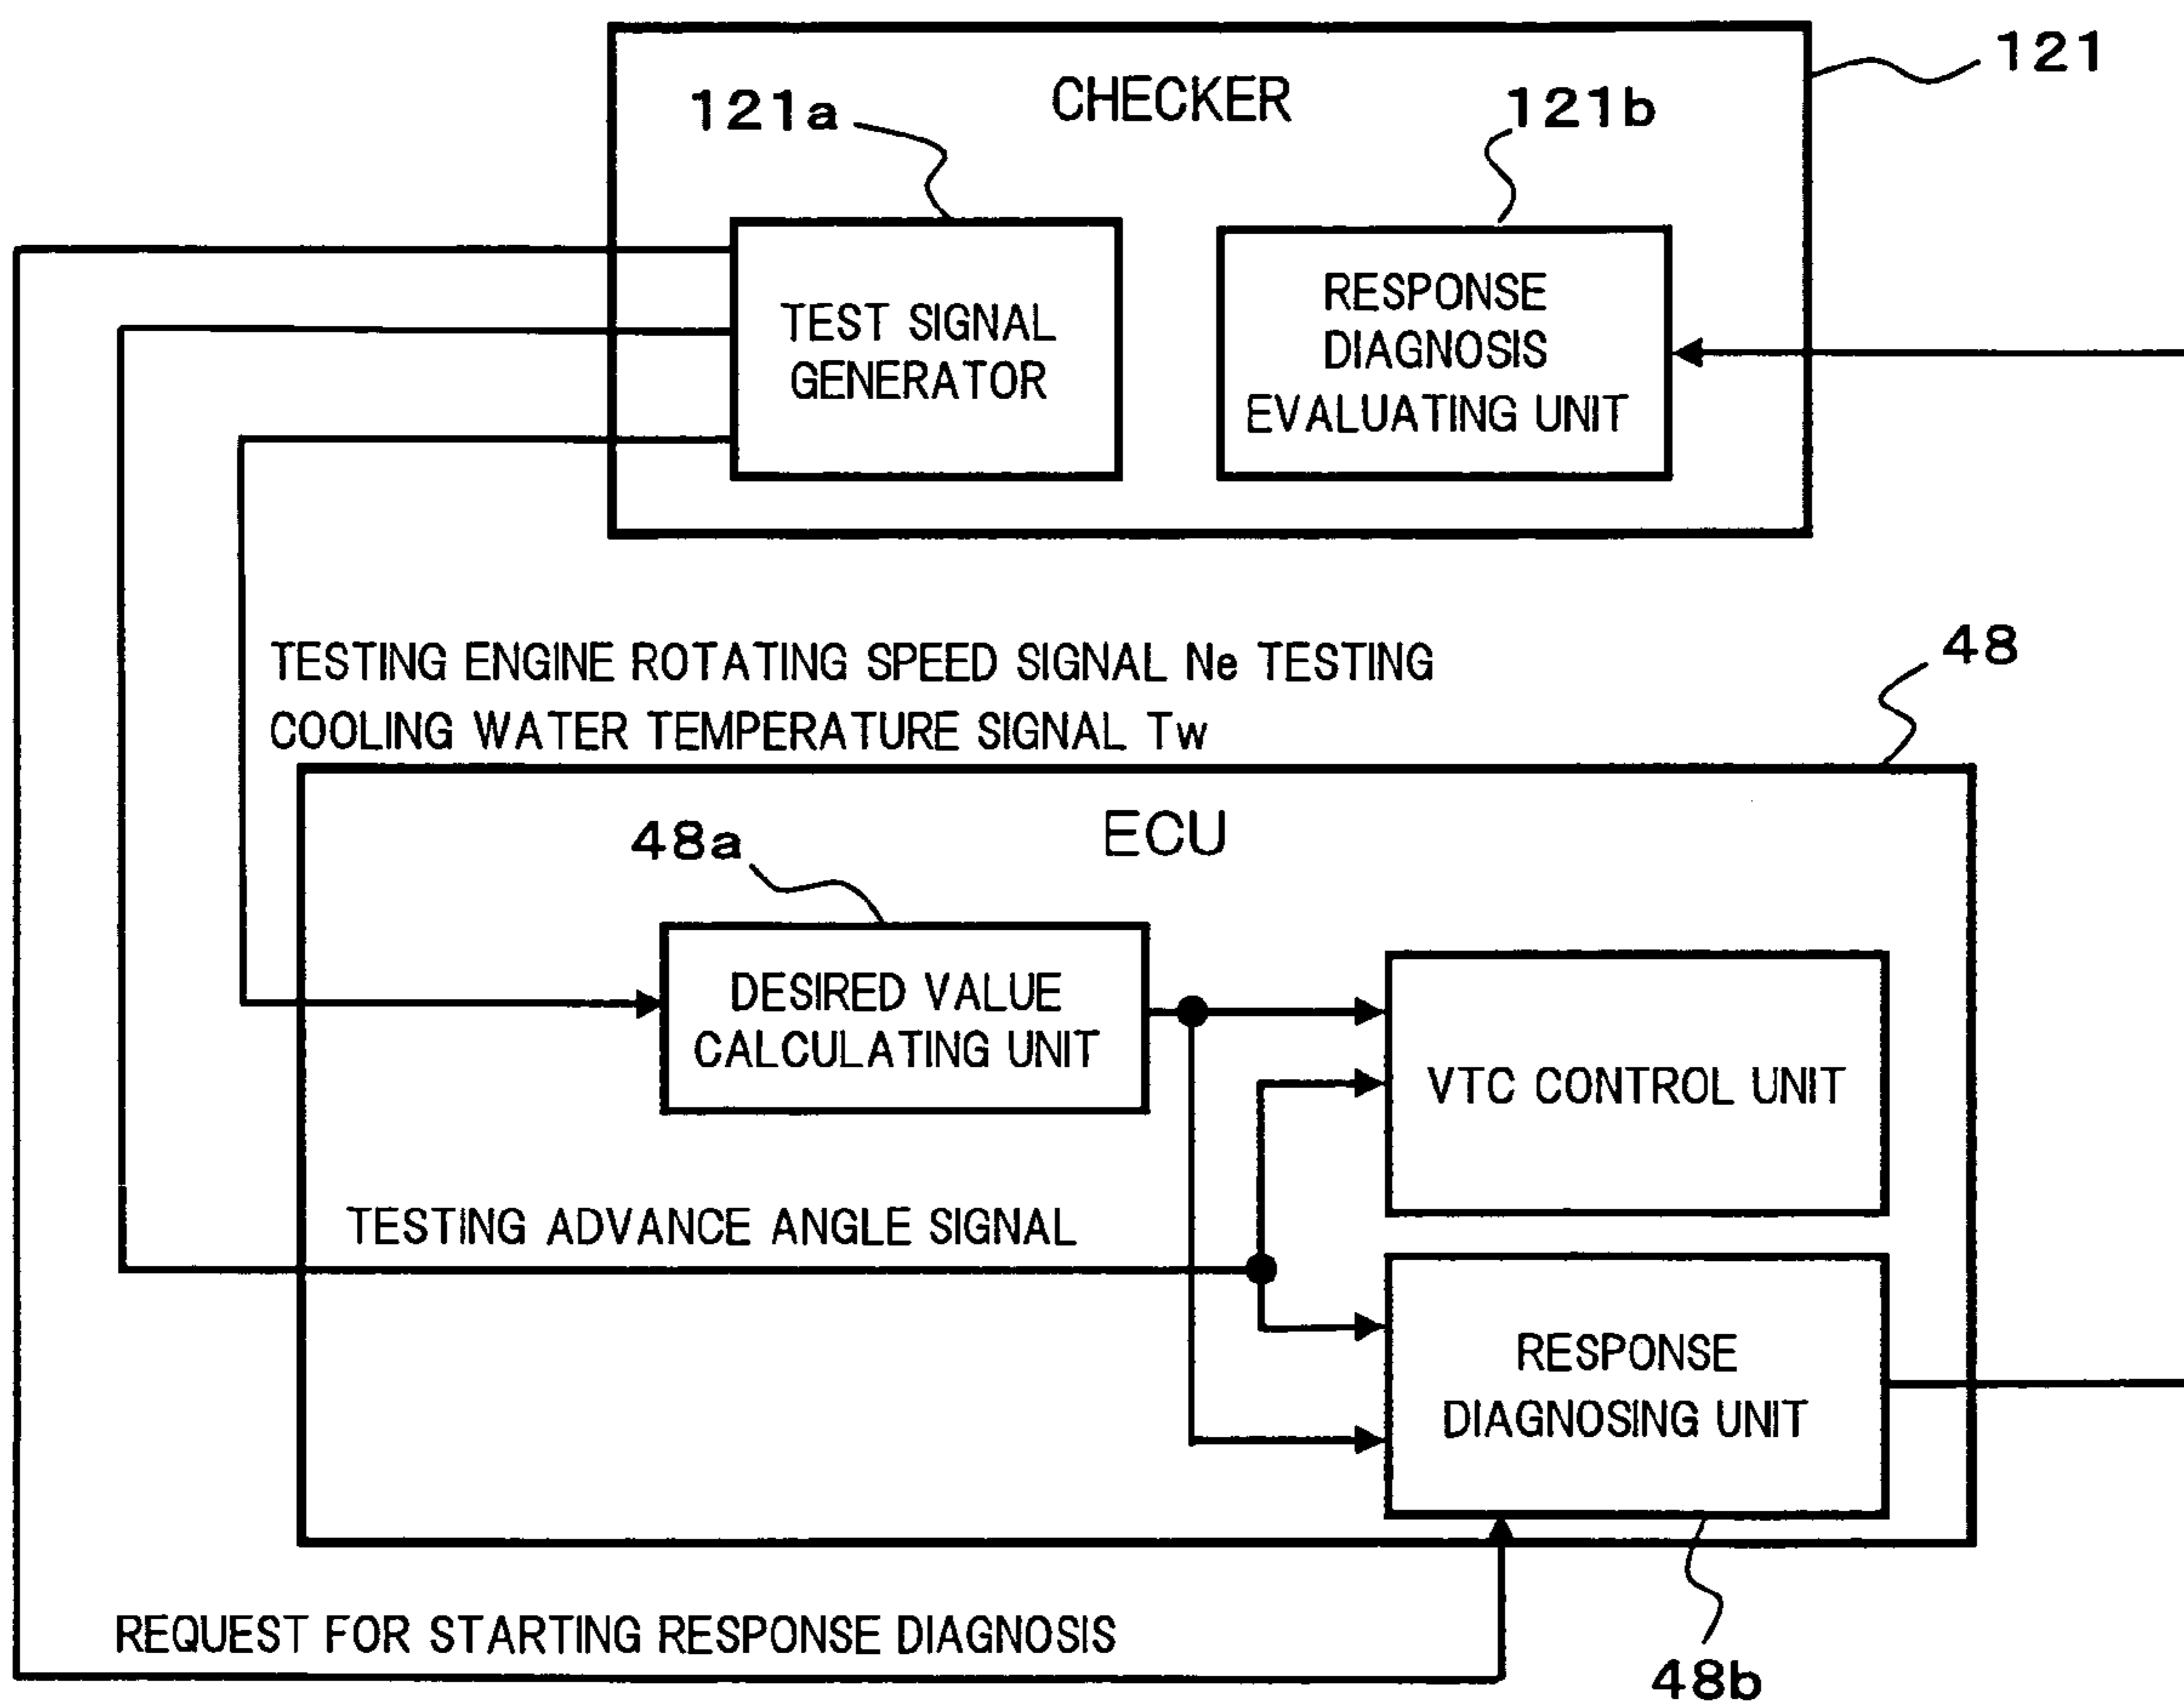 121
CHECKER
121a
121b
TEST SIGNAL
GENERATOR
RESPONSE
DIAGNOSIS
EVALUATING UNIT
TESTING ENGINE ROTATING SPEED SIGNAL Ne TESTING
COOLING WATER TEMPERATURE SIGNAL Tw
48
ECU
48a
DESIRED VALUE
CALCULATING UNIT
VTC CONTROL UNIT
TESTING ADVANCE ANGLE SIGNAL
RESPONSE
DIAGNOSING UNIT
REQUEST FOR STARTING RESPONSE DIAGNOSIS
48b